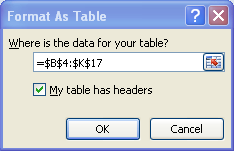 Format As Table
Where is the data for your table?
=$B$4:$K$17
My table has headers
OK
Cancel